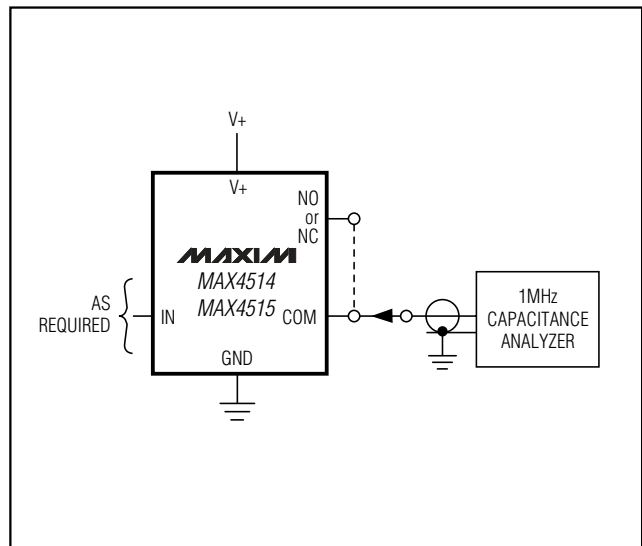 V+
V+
NO
or
NC
MAXIM
MAX4514
MAX4515
AS
REQUIRED
IN
COM
GND
1MHz
CAPACITANCE
ANALYZER